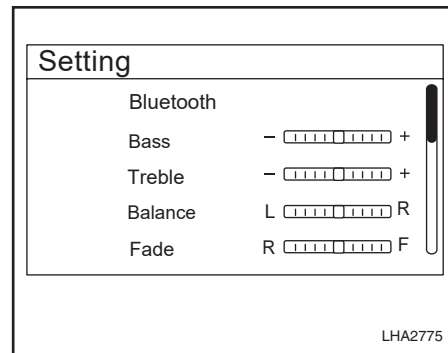 Setting
Bluetooth
Bass − +
Treble − +
Balance L R
Fade R F
LHA2775